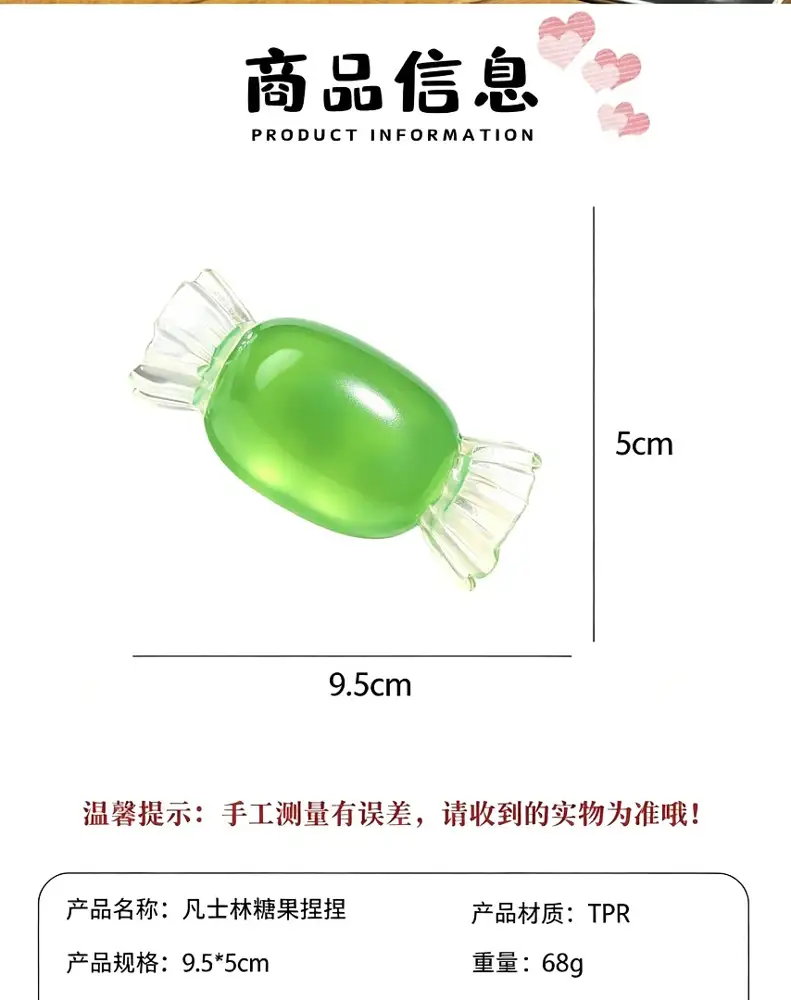 商品信息
PRODUCT INFORMATION
5cm
9.5cm
温馨提示：手工测量有误差，请收到的实物为准哦！
产品名称：凡士林糖果捏捏
产品材质：TPR
产品规格：9.5*5cm
重量：68g